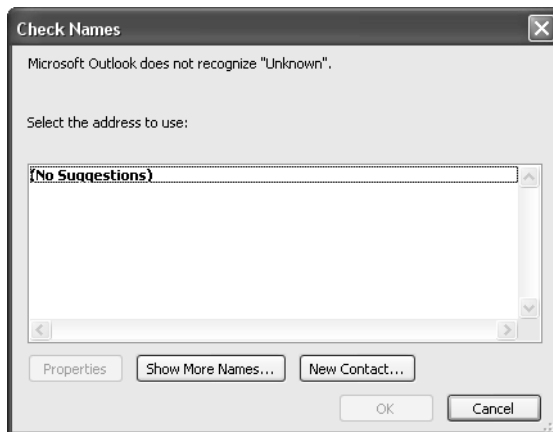 Check Names
Microsoft Outlook does not recognize "Unknown".
Select the address to use:
(No Suggestions)
Properties Show More Names... New Contact...
OK Cancel